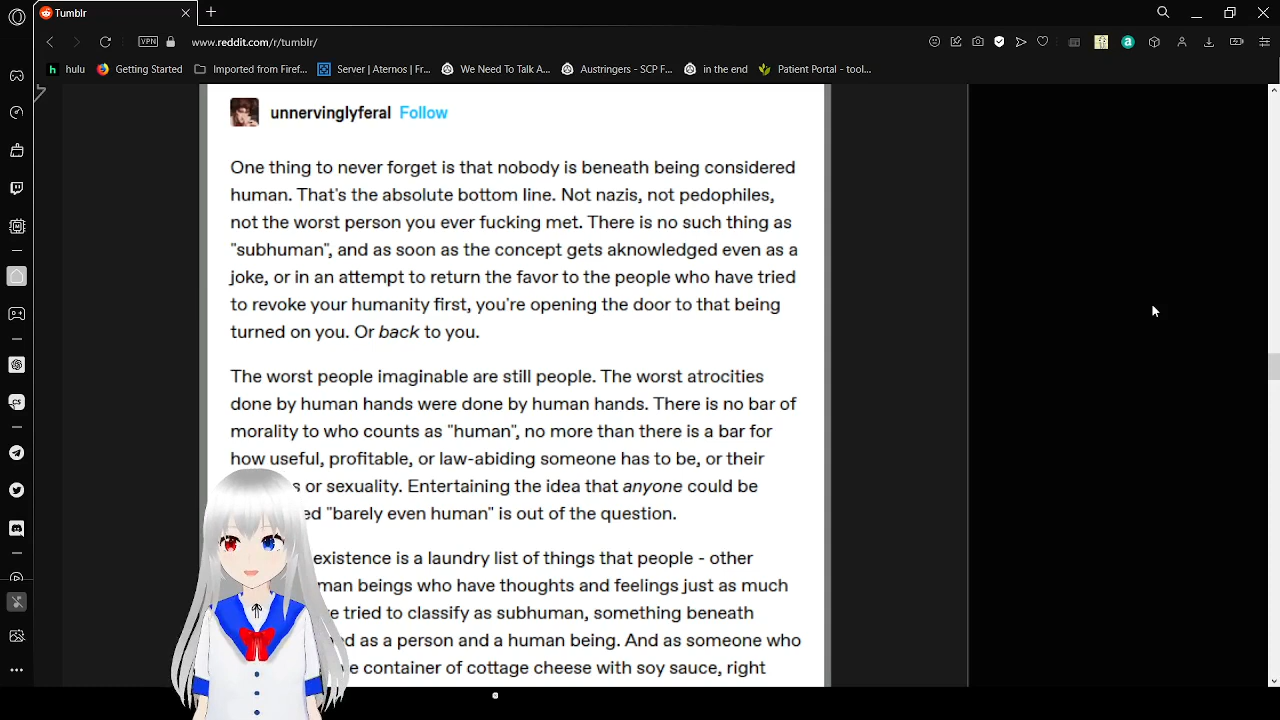 Tumblr
VPN
www.reddit.com/r/tumblr/
hulu
Getting Started
Imported from Firef...
Server | Aternos | Fr...
We Need To Talk A...
Austringers - SCP F...
in the end
Patient Portal - tool...
unnervinglyferal Follow
One thing to never forget is that nobody is beneath being considered
human. That's the absolute bottom line. Not nazis, not pedophiles,
not the worst person you ever fucking met. There is no such thing as
"subhuman", and as soon as the concept gets aknowledged even as a
joke, or in an attempt to return the favor to the people who have tried
to revoke your humanity first, you're opening the door to that being
turned on you. Or back to you.
The worst people imaginable are still people. The worst atrocities
done by human hands were done by human hands. There is no bar of
morality to who counts as "human", no more than there is a bar for
how useful, profitable, or law-abiding someone has to be, or their
or sexuality. Entertaining the idea that anyone could be
"barely even human" is out of the question.
existence is a laundry list of things that people - other
beings who have thoughts and feelings just as much
tried to classify as subhuman, something beneath
as a person and a human being. And as someone who
container of cottage cheese with soy sauce, right